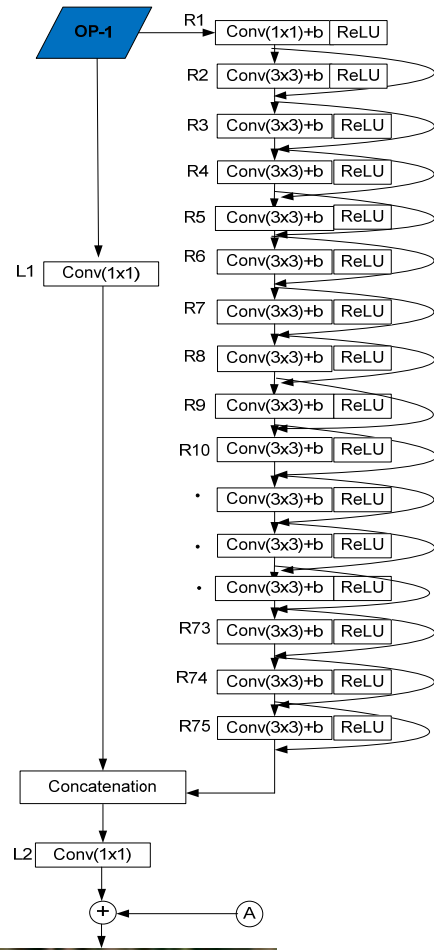 OP-1
R1 Conv(1x1)+b ReLU
R2 Conv(3x3)+b ReLU
R3 Conv(3x3)+b ReLU
R4 Conv(3x3)+b ReLU
R5 Conv(3x3)+b ReLU
R6 Conv(3x3)+b ReLU
L1 Conv(1x1)
R7 Conv(3x3)+b ReLU
R8 Conv(3x3)+b ReLU
R9 Conv(3x3)+b ReLU
R10 Conv(3x3)+b ReLU
. Conv(3x3)+b ReLU
. Conv(3x3)+b ReLU
. Conv(3x3)+b ReLU
R73 Conv(3x3)+b ReLU
R74 Conv(3x3)+b ReLU
R75 Conv(3x3)+b ReLU
Concatenation
L2 Conv(1x1)
+ A